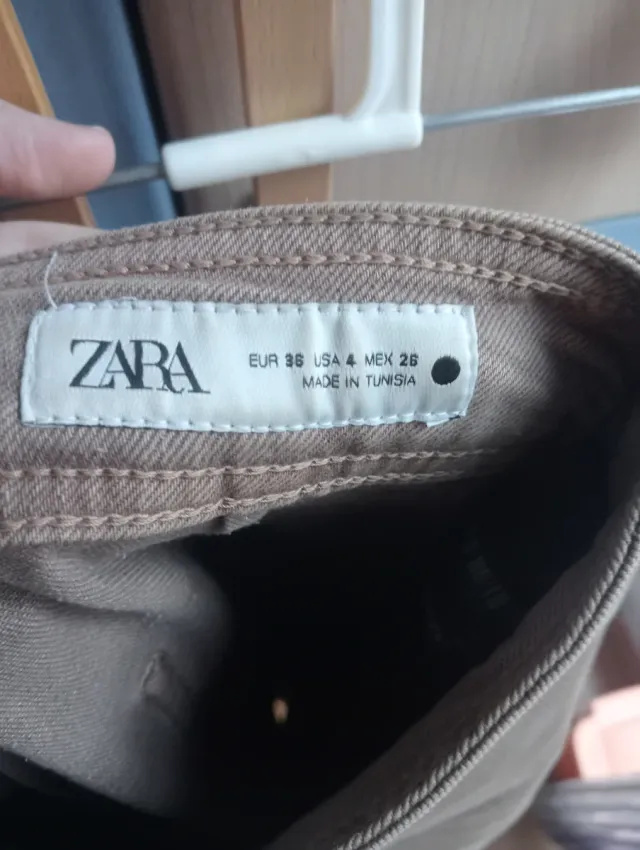 ZARA
EUR 36 USA 4 MEX 26
MADE IN TUNISIA